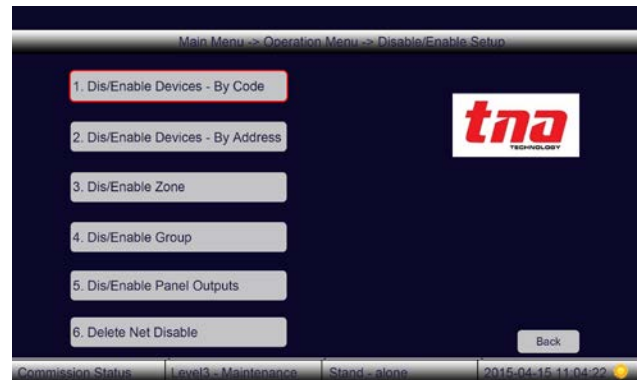 Main Menu -> Operation Menu -> Disable/Enable Setup
1. Dis/Enable Devices - By Code
2. Dis/Enable Devices - By Address
3. Dis/Enable Zone
4. Dis/Enable Group
5. Dis/Enable Panel Outputs
6. Delete Net Disable
tna
TECHNOLOGY
Back
Commission Status Level3 - Maintenance Stand - alone 2015-04-15 11:04:22